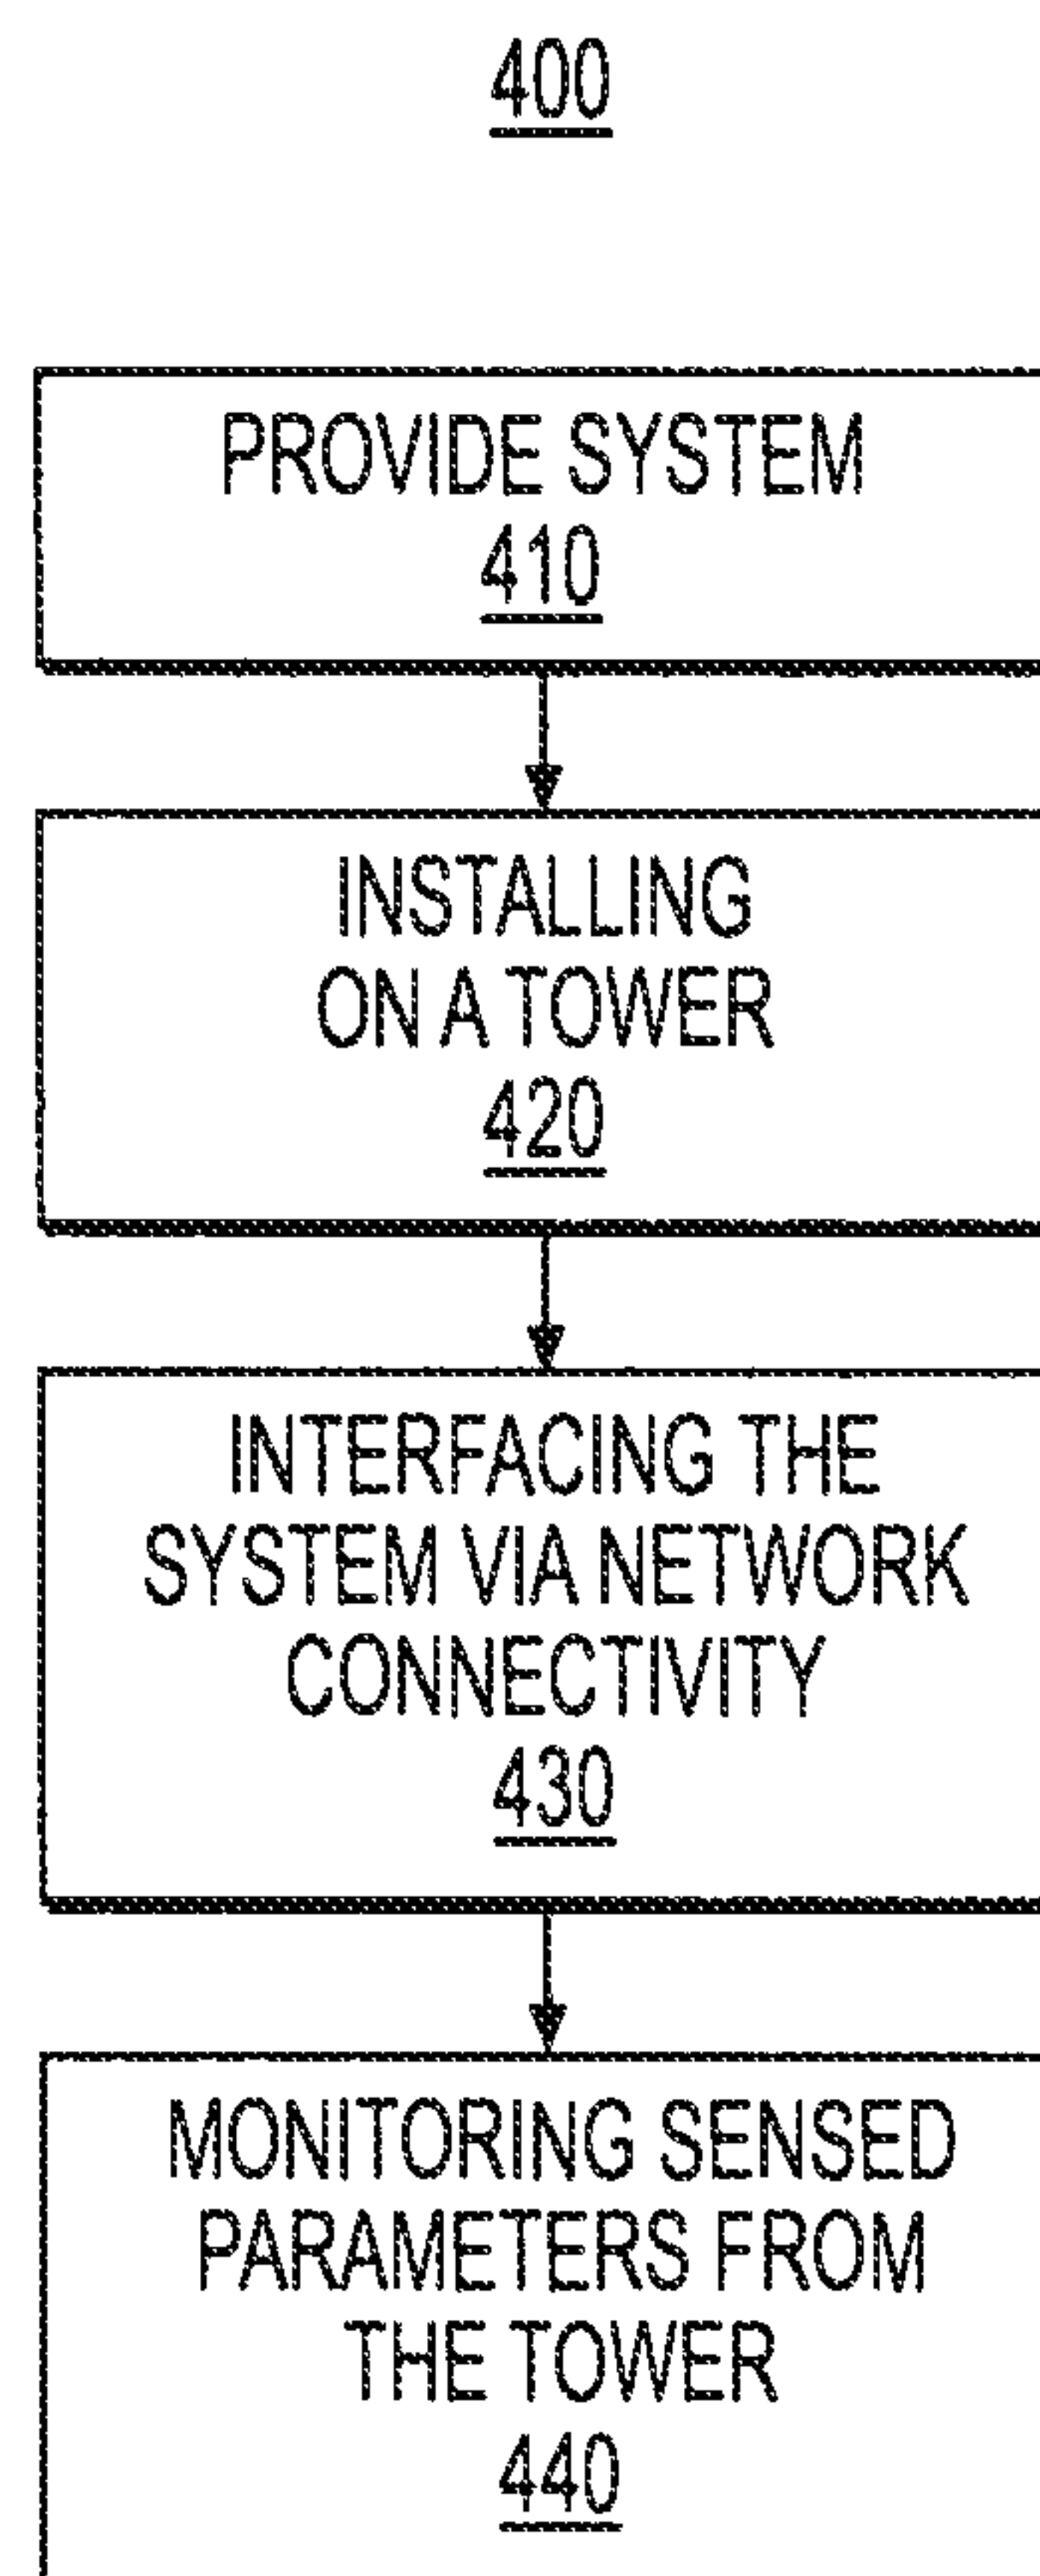 400
PROVIDE SYSTEM
410
INSTALLING
ON A TOWER
420
INTERFACING THE
SYSTEM VIA NETWORK
CONNECTIVITY
430
MONITORING SENSED
PARAMETERS FROM
THE TOWER
440